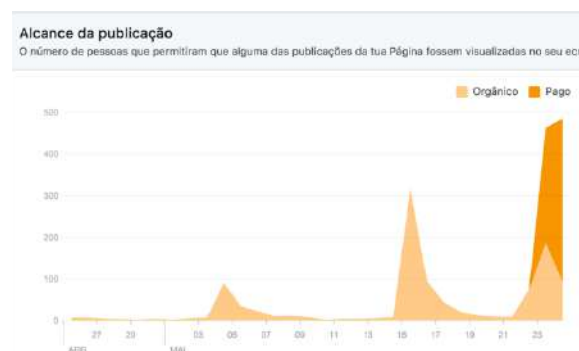 Alcance da publicação
O número de pessoas que permitiram que alguma das publicações da tua Página fossem visualizadas no seu
Orgânico Pago
500
400
300
200
100
0
27 29 03 05 07 09 11 13 15 17 19 21 23
MAI